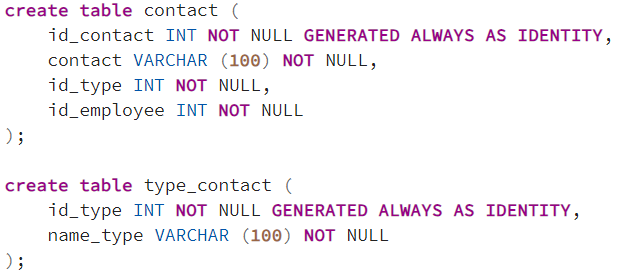 create table contact (
    id_contact INT NOT NULL GENERATED ALWAYS AS IDENTITY,
    contact VARCHAR (100) NOT NULL,
    id_type INT NOT NULL,
    id_employee INT NOT NULL
);

create table type_contact (
    id_type INT NOT NULL GENERATED ALWAYS AS IDENTITY,
    name_type VARCHAR (100) NOT NULL
);